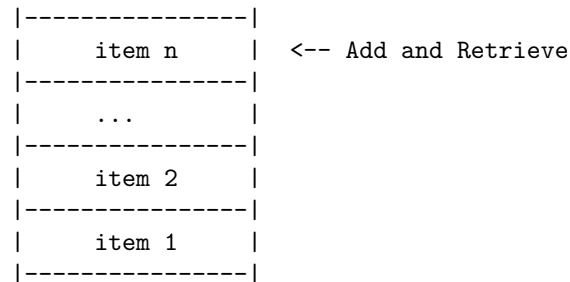 |----------------|
|     item n     |  <-- Add and Retrieve
|----------------|
|     ...        |
|----------------|
|     item 2     |
|----------------|
|     item 1     |
|----------------|